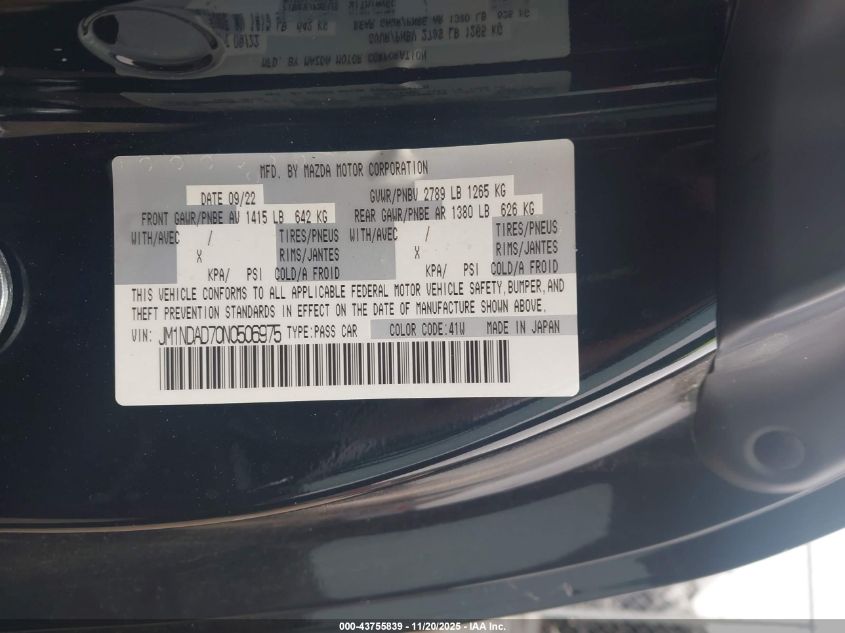 MFD. BY MAZDA MOTOR CORPORATION
DATE 09/22 GVWR/PNBV 2789 LB 1265 KG
FRONT GAWR/PNBE AV 1415 LB 642 KG REAR GAWR/PNBE AR 1380 LB 626 KG
WITH/AVEC / TIRES/PNEUS WITH/AVEC / TIRES/PNEUS
X RIMS/JANTES X RIMS/JANTES
KPA/ PSI COLD/A FROID KPA/ PSI COLD/A FROID
THIS VEHICLE CONFORMS TO ALL APPLICABLE FEDERAL MOTOR VEHICLE SAFETY,BUMPER,AND
THEFT PREVENTION STANDARDS IN EFFECT ON THE DATE OF MANUFACTURE SHOWN ABOVE.
VIN: JM1NDAD70N0506975 TYPE:PASS CAR COLOR CODE:41W MADE IN JAPAN
000-43755839 - 11/20/2025 - IAA Inc.